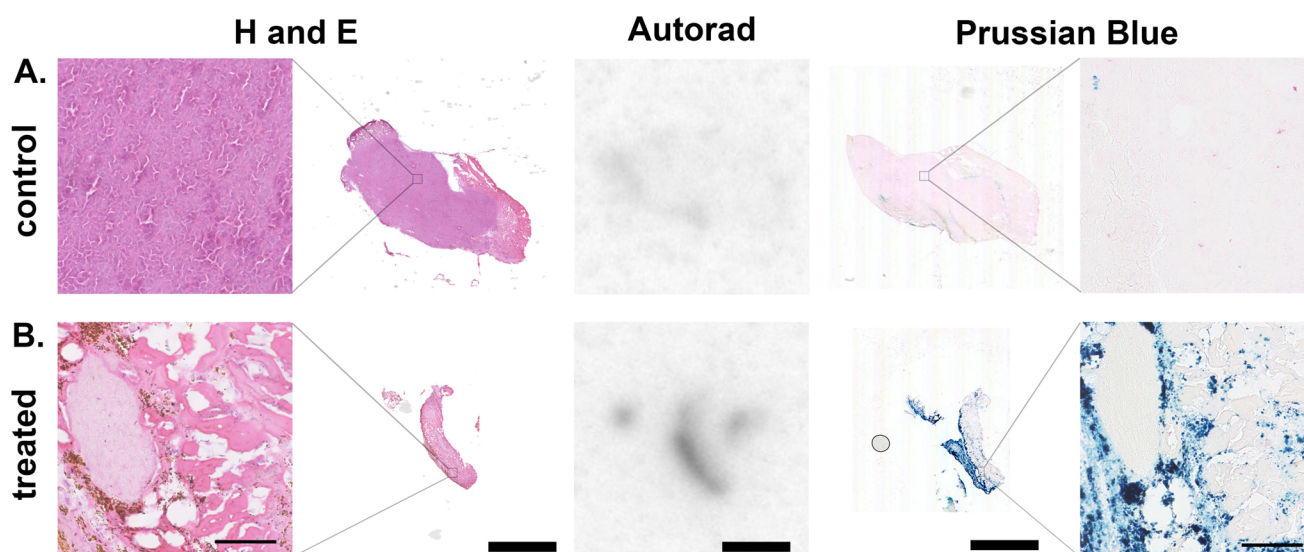 H and E Autorad Prussian Blue
A.
control
B.
treated